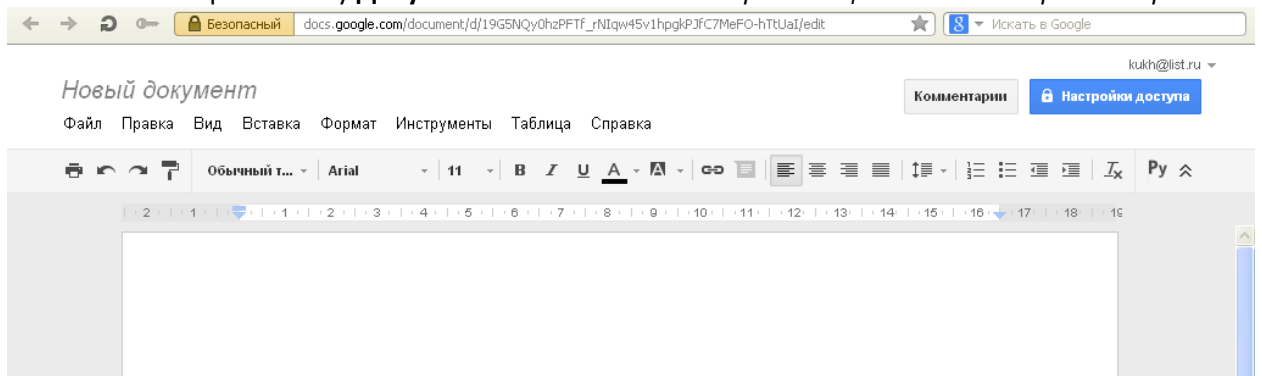 Безопасный docs.google.com/document/d/19G5NQy0hzPFTf_rNIqw45v1hpgkPJfC7MeFO-hTtUaI/edit 8 Искать в Google
kukh@list.ru
Новый документ
Комментарии Настройки доступа
Файл Правка Вид Вставка Формат Инструменты Таблица Справка
Обычный т... Arial 11 B I U A A Ру
2 1 1 2 3 4 5 6 7 8 9 10 11 12 13 14 15 16 17 18 19